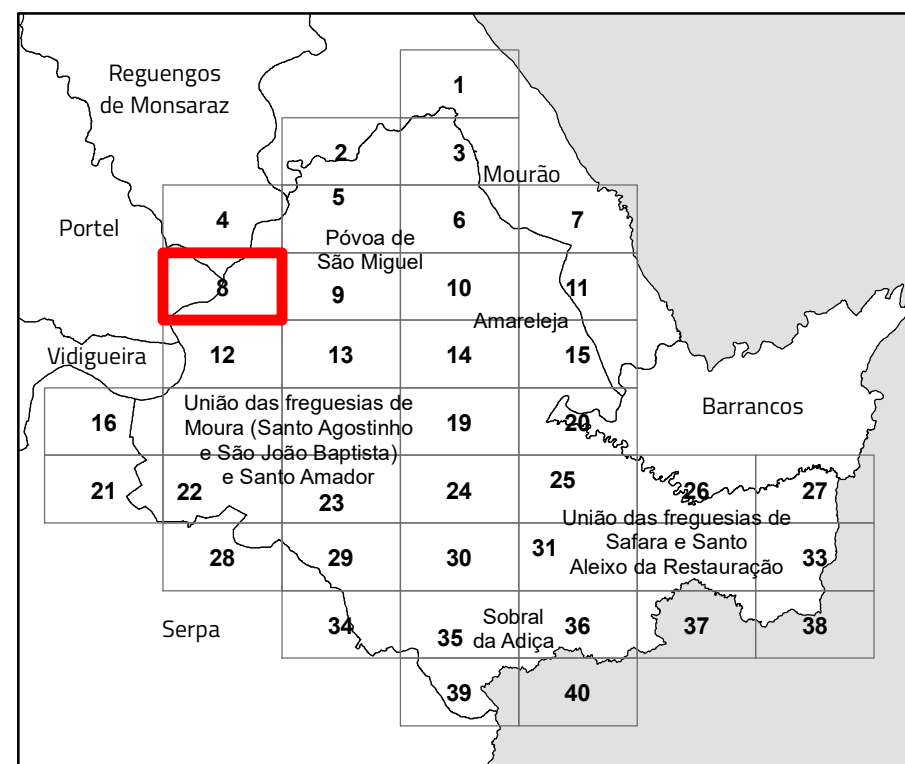 Reguengos
de Monsaraz
1
2
3
Mourão
4
5
6
7
Portel
Póvoa de
São Miguel
8
9
10
11
Amareleja
Vidigueira
12
13
14
15
16
União das freguesias de
Moura (Santo Agostinho
e São João Baptista)
e Santo Amador
19
20
Barrancos
21
22
23
24
25
26
27
União das freguesias de
Safara e Santo
Aleixo da Restauração
28
29
30
31
33
Serpa
34
35
Sobral
da Adiça
36
37
38
39
40